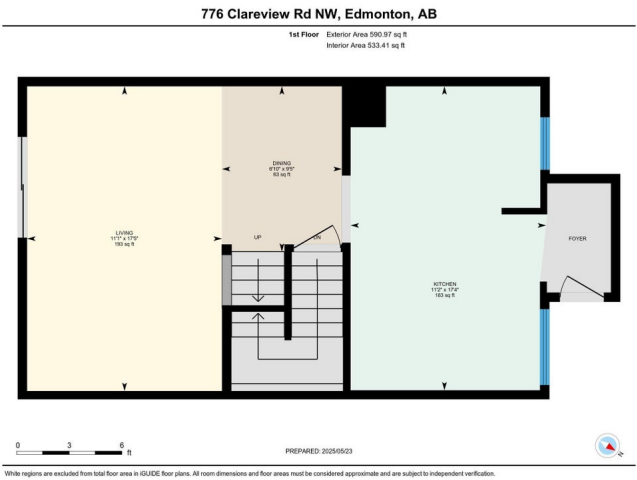 776 Clareview Rd NW, Edmonton, AB
1st Floor Exterior Area 590.97 sq ft
Interior Area 533.41 sq ft
DINING
6'10" x 9'5"
63 sq ft
LIVING
11'1" x 17'5"
193 sq ft
UP
DN
FOYER
KITCHEN
11'2" x 17'4"
183 sq ft
0 3 6
ft
PREPARED: 2025/05/23
N
White regions are excluded from total floor area in iGUIDE floor plans. All room dimensions and floor areas must be considered approximate and are subject to independent verification.